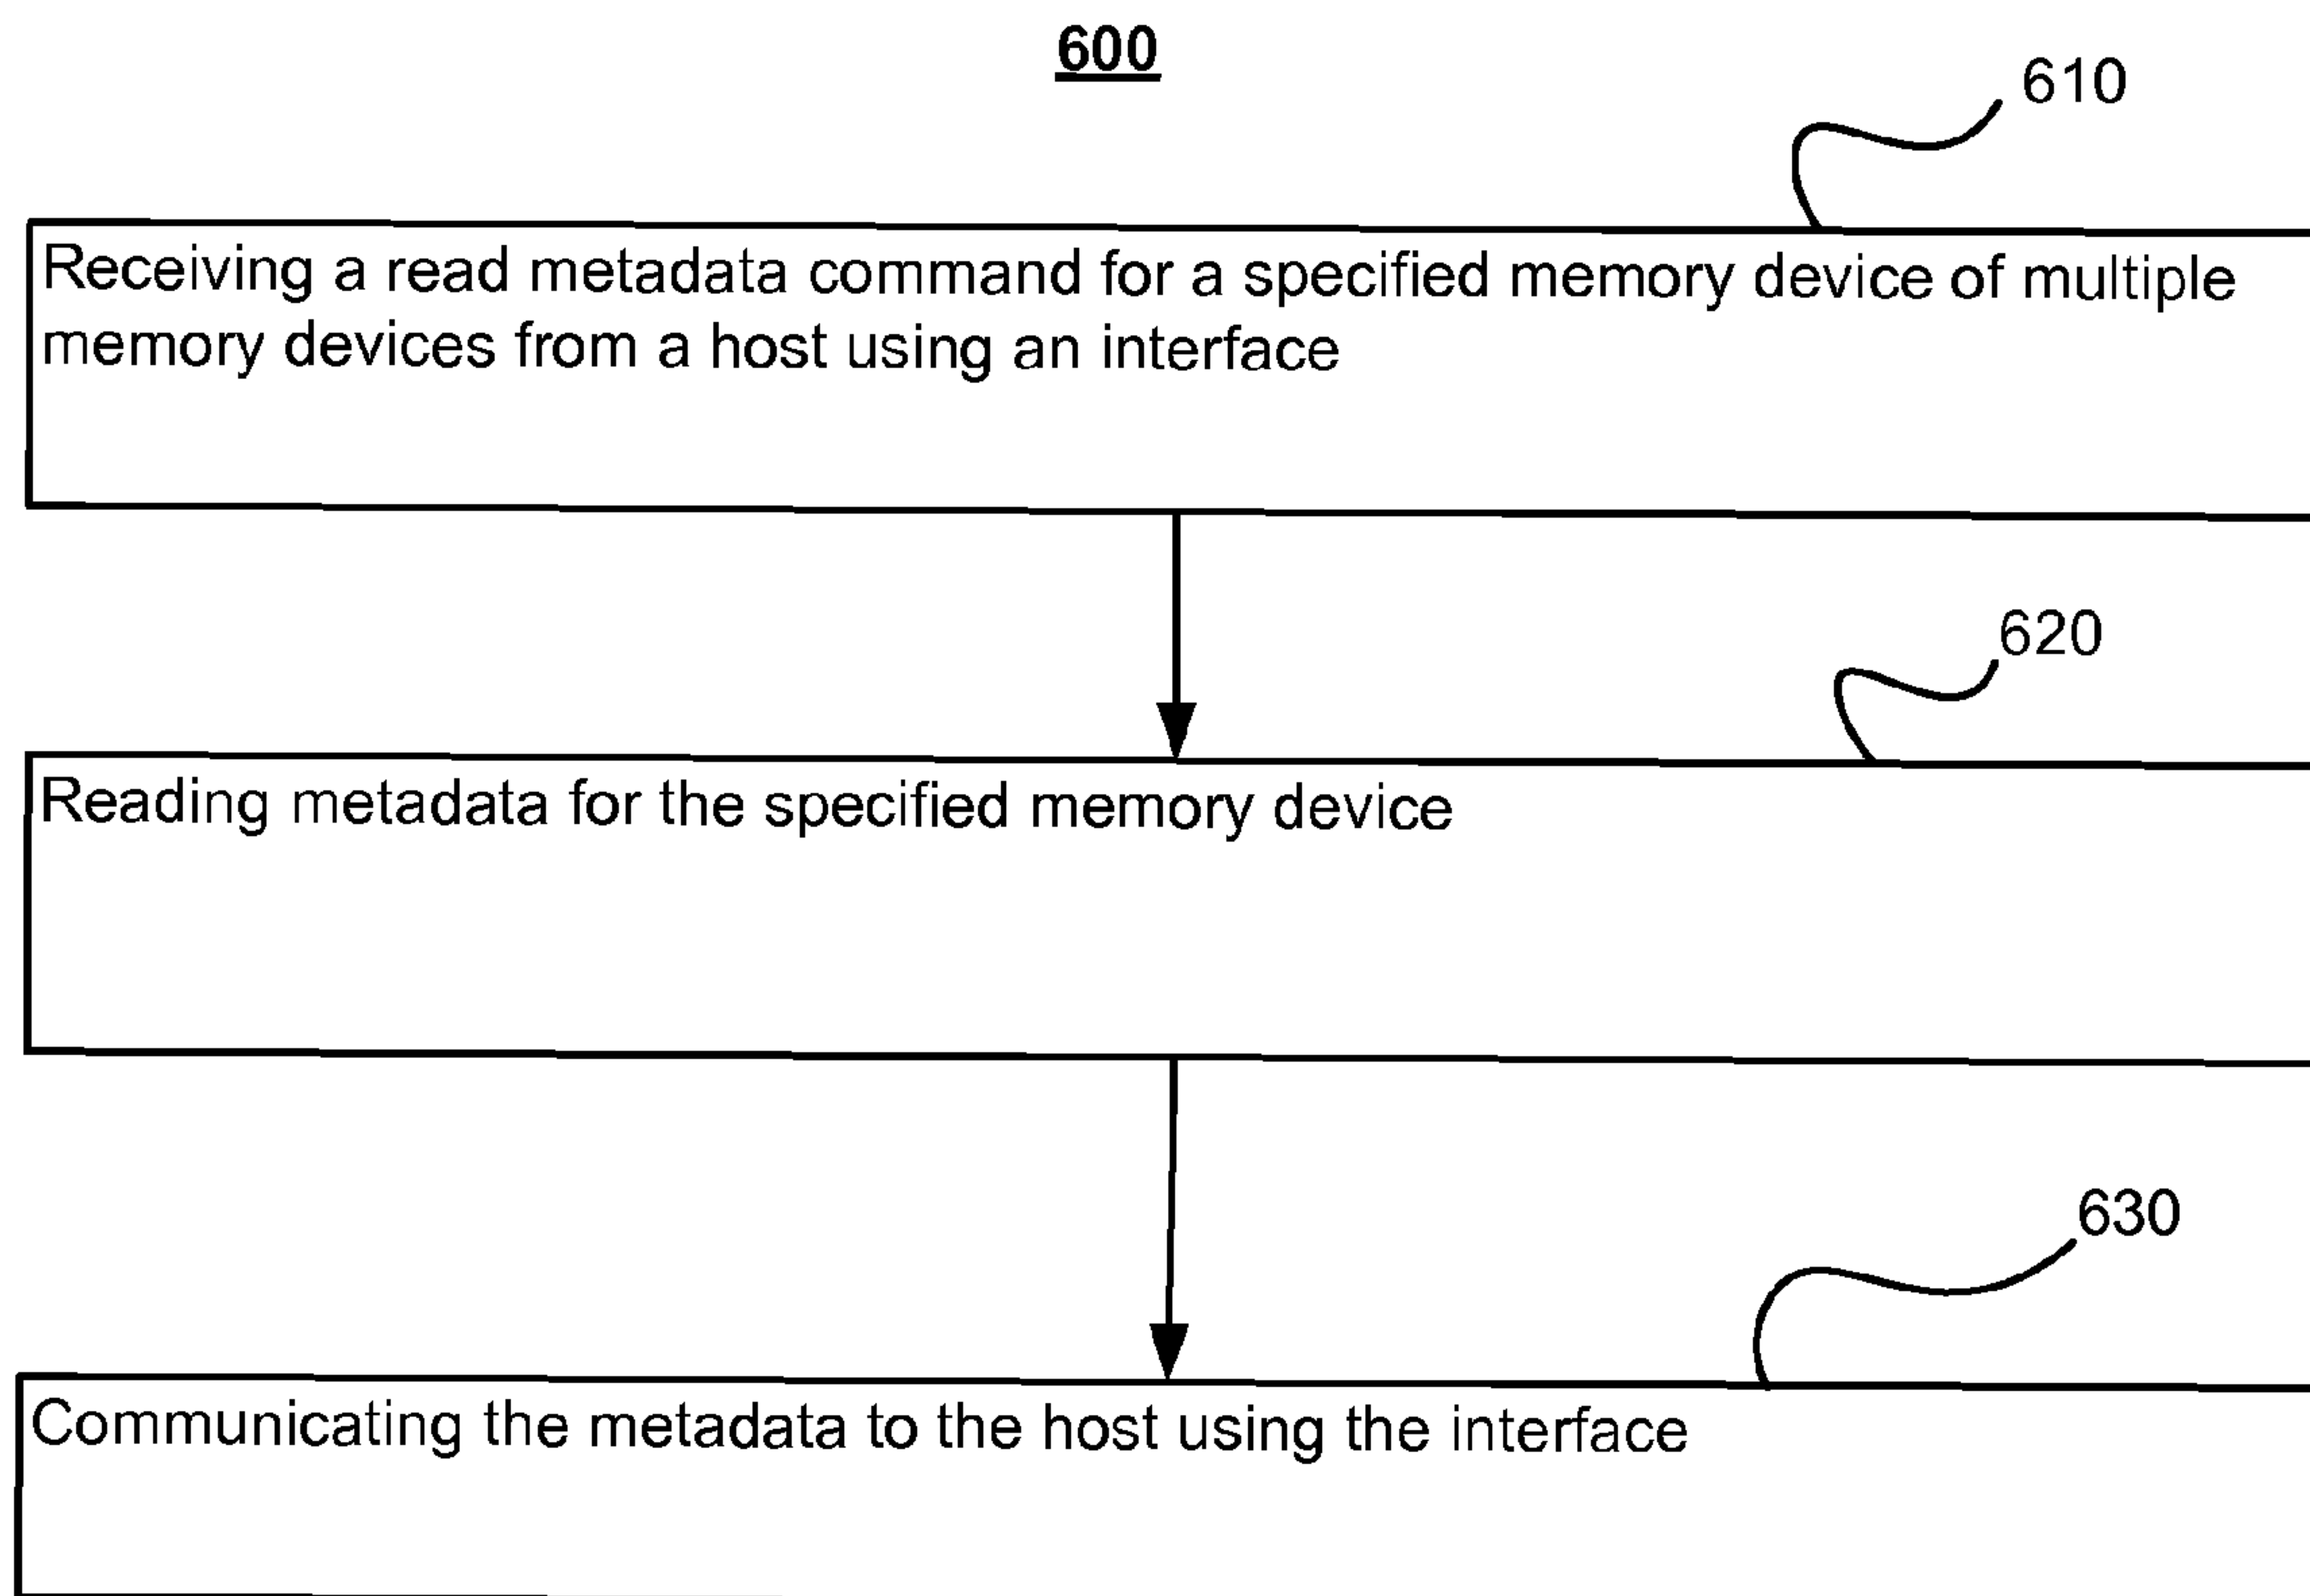 600
610
Receiving a read metadata command for a specified memory device of multiple
memory devices from a host using an interface
620
Reading metadata for the specified memory device
630
Communicating the metadata to the host using the interface